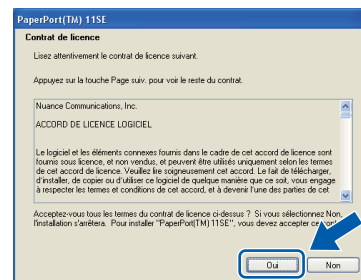 PaperPort(TM) 11SE
Contrat de licence
Lisez attentivement le contrat de licence suivant.
Appuyez sur la touche Page suiv. pour voir le reste du contrat.
Nuance Communications, Inc.
ACCORD DE LICENCE LOGICIEL
Le logiciel et les éléments connexes fournis dans le cadre de cet accord de licence sont
fournis sous licence, et non vendus, et peuvent être utilisés uniquement selon les termes
de cet accord de licence. Veuillez lire soigneusement cet accord. Le fait de télécharger,
d'installer, de copier ou d'utiliser ce logiciel de quelque manière que ce soit, vous engage
à respecter les termes et conditions de cet accord, et à devenir l'une des parties de cet
Acceptez-vous tous les termes du contrat de licence ci-dessus ? Si vous sélectionnez Non,
l'installation s'arrêtera. Pour installer "PaperPort(TM) 11SE", vous devez accepter ce
Oui
Non